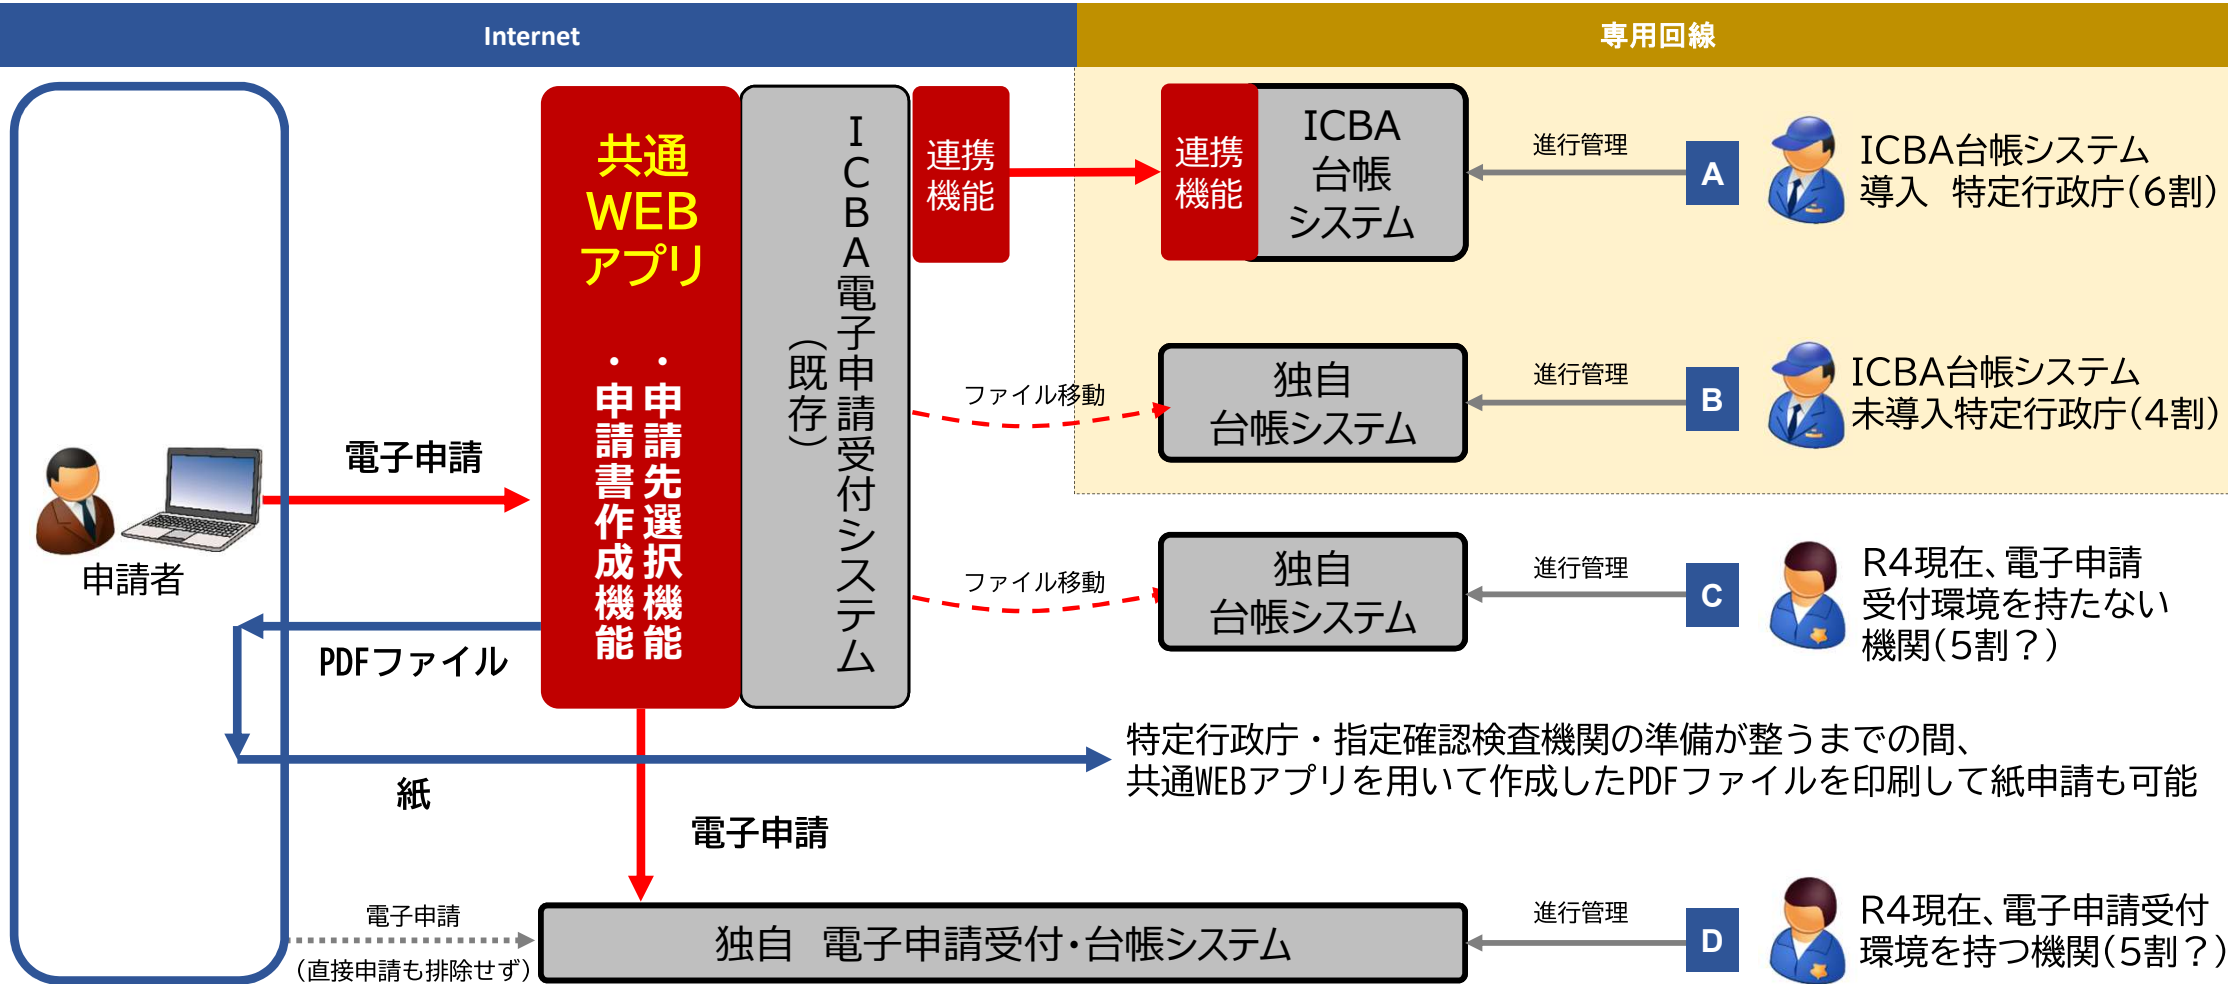 Internet
専用回線
共通
WEB
アプリ
・申請先選択機能
・申請書作成機能
ICBA電子申請受付システム
（既存）
連携
機能
連携
機能
ICBA
台帳
システム
進行管理
A
ICBA台帳システム
導入　特定行政庁（6割）
ファイル移動
独自
台帳システム
進行管理
B
ICBA台帳システム
未導入特定行政庁（4割）
電子申請
申請者
ファイル移動
独自
台帳システム
進行管理
C
R4現在、電子申請
受付環境を持たない
機関（5割？）
PDFファイル
紙
特定行政庁・指定確認検査機関の準備が整うまでの間、
共通WEBアプリを用いて作成したPDFファイルを印刷して紙申請も可能
電子申請
電子申請
（直接申請も排除せず）
独自　電子申請受付・台帳システム
進行管理
D
R4現在、電子申請受付
環境を持つ機関（5割？）